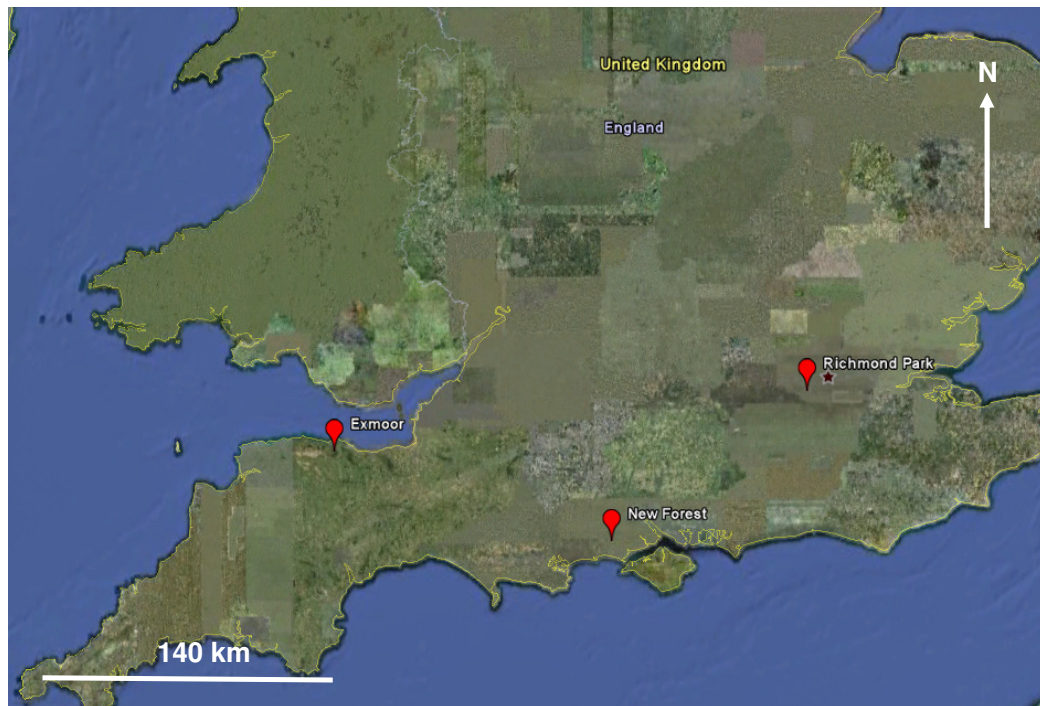 United Kingdom
N
England
Richmond Park
Exmoor
New Forest
140 km